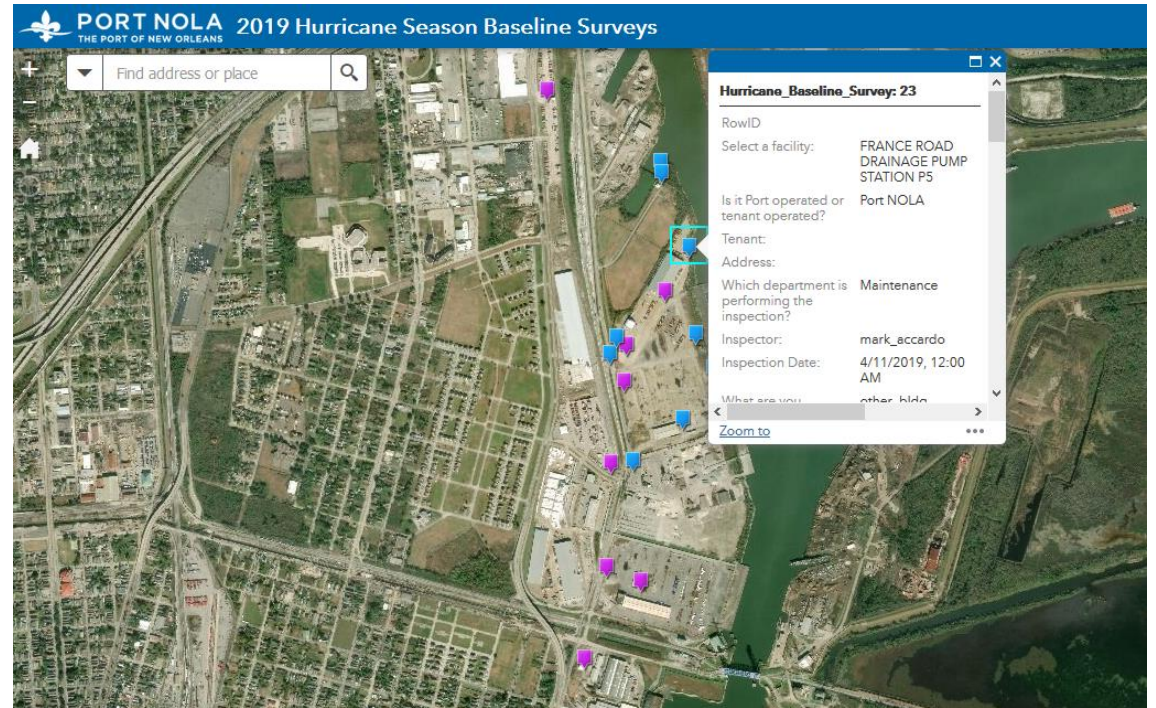 PORT NOLA
THE PORT OF NEW ORLEANS
2019 Hurricane Season Baseline Surveys
Find address or place
Hurricane_Baseline_Survey: 23
RowID
Select a facility: FRANCE ROAD
DRAINAGE PUMP
STATION P5
Is it Port operated or Port NOLA
tenant operated?
Tenant:
Address:
Which department is Maintenance
performing the
inspection?
Inspector: mark_accardo
Inspection Date: 4/11/2019, 12:00
AM
What are you other_bldg
Zoom to